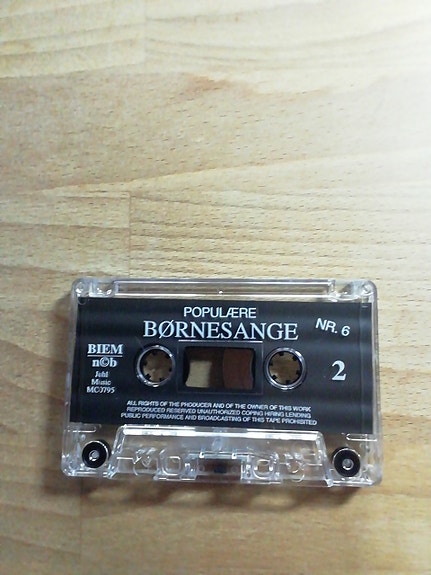 POPULÆRE
BØRNESANGE
NR. 6
BIEM
n©b
Juhl
Music
MC0795
2
ALL RIGHTS OF THE PRODUCER AND OF THE OWNER OF THIS WORK
REPRODUCED RESERVED UNAUTHORIZED COPING HIRING LENDING
PUBLIC PERFORMANCE AND BROADCASTING OF THIS TAPE PROHIBITED